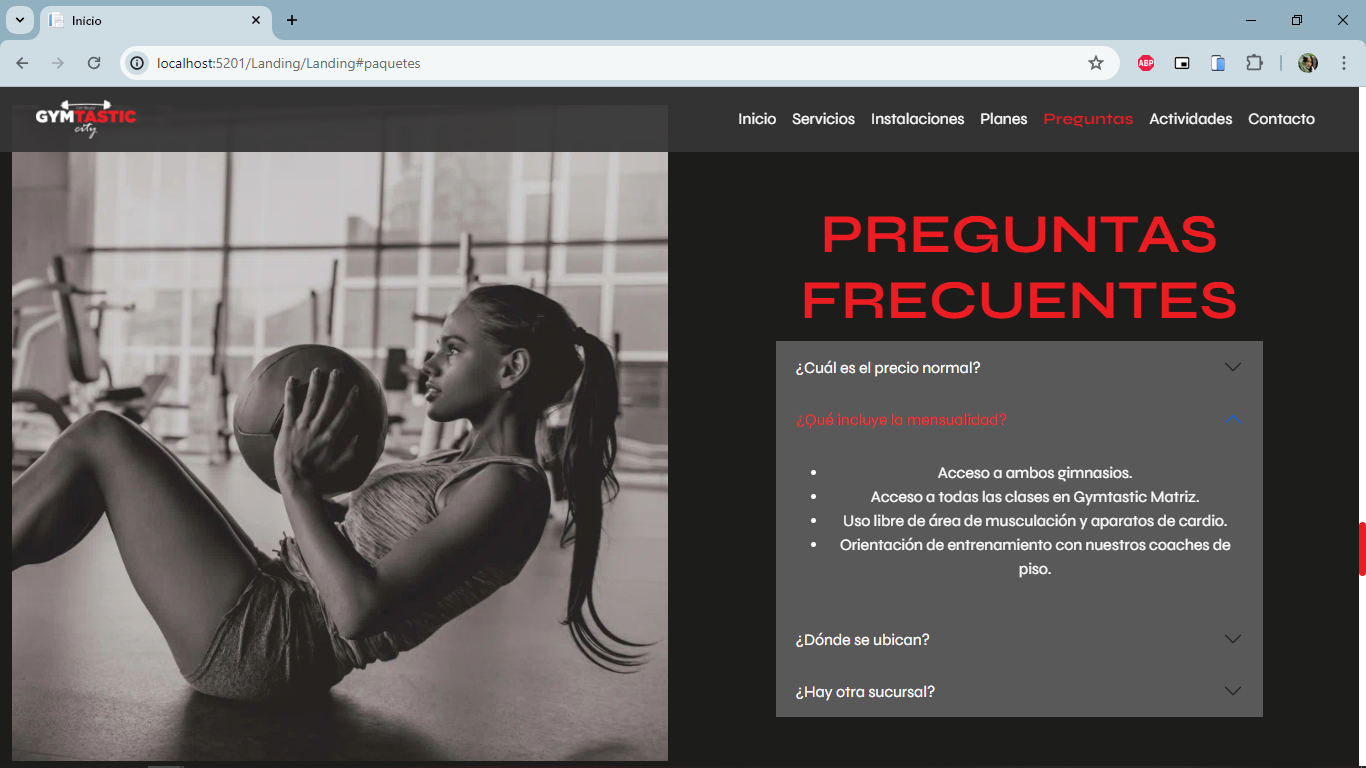 Inicio
localhost:5201/Landing/Landing#paquetes
ABP
GYMTASTIC
city
Inicio Servicios Instalaciones Planes Preguntas Actividades Contacto
PREGUNTAS
FRECUENTES
¿Cuál es el precio normal?
¿Qué incluye la mensualidad?
• Acceso a ambos gimnasios.
• Acceso a todas las clases en Gymtastic Matriz.
• Uso libre de área de musculación y aparatos de cardio.
• Orientación de entrenamiento con nuestros coaches de
piso.
¿Dónde se ubican?
¿Hay otra sucursal?